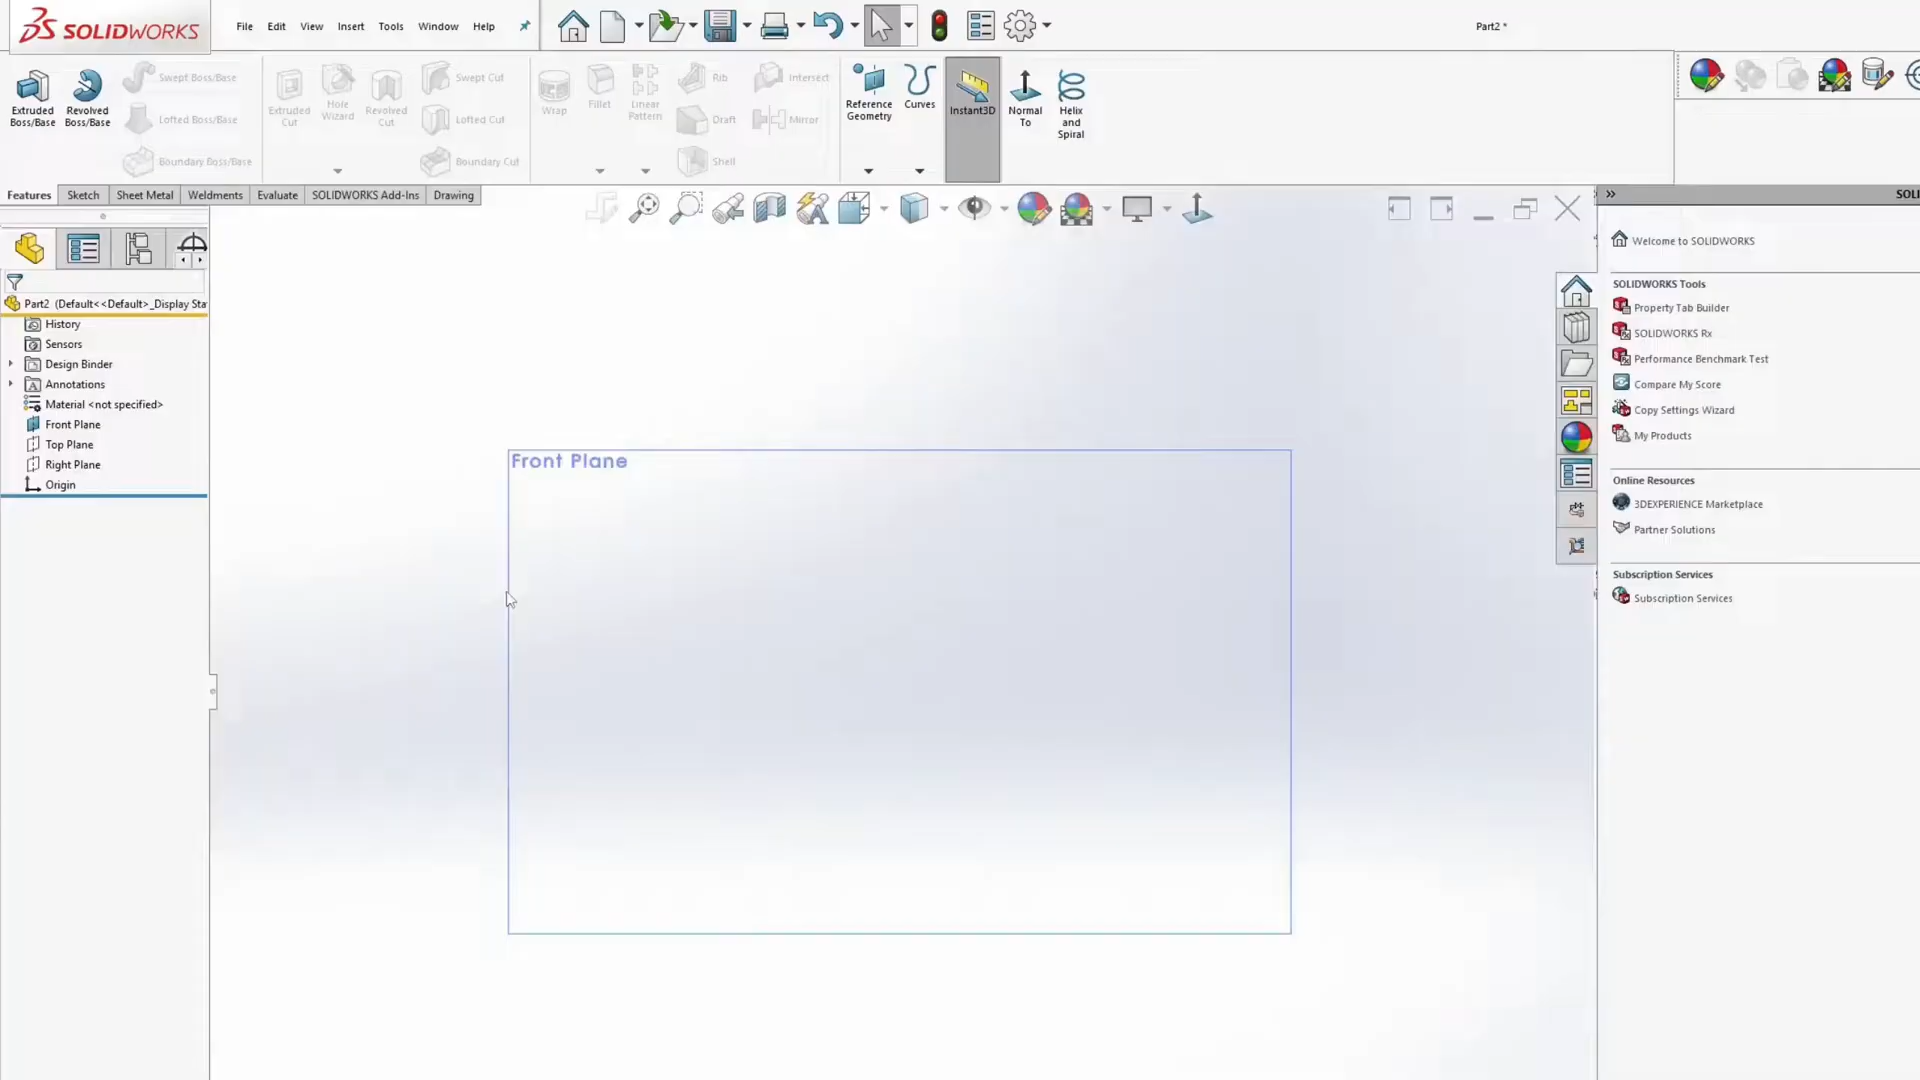 SOLIDWORKS
File Edit View Insert Tools Window Help
Part2 *
Extruded Boss/Base
Revolved Boss/Base
Swept Boss/Base
Lofted Boss/Base
Boundary Boss/Base
Extruded Cut
Hole Wizard
Revolved Cut
Swept Cut
Lofted Cut
Boundary Cut
Wrap
Fillet
Linear Pattern
Rib
Draft
Shell
Intersect
Mirror
Reference Geometry
Curves
Instant3D
Normal To
Helix and Spiral
Features Sketch Sheet Metal Weldments Evaluate SOLIDWORKS Add-Ins Drawing
Part2 (Default<<Default>_Display Sta
History
Sensors
Design Binder
Annotations
Material <not specified>
Front Plane
Top Plane
Right Plane
Origin
Front Plane
SOLI
Welcome to SOLIDWORKS
SOLIDWORKS Tools
Property Tab Builder
SOLIDWORKS Rx
Performance Benchmark Test
Compare My Score
Copy Settings Wizard
My Products
Online Resources
3DEXPERIENCE Marketplace
Partner Solutions
Subscription Services
Subscription Services